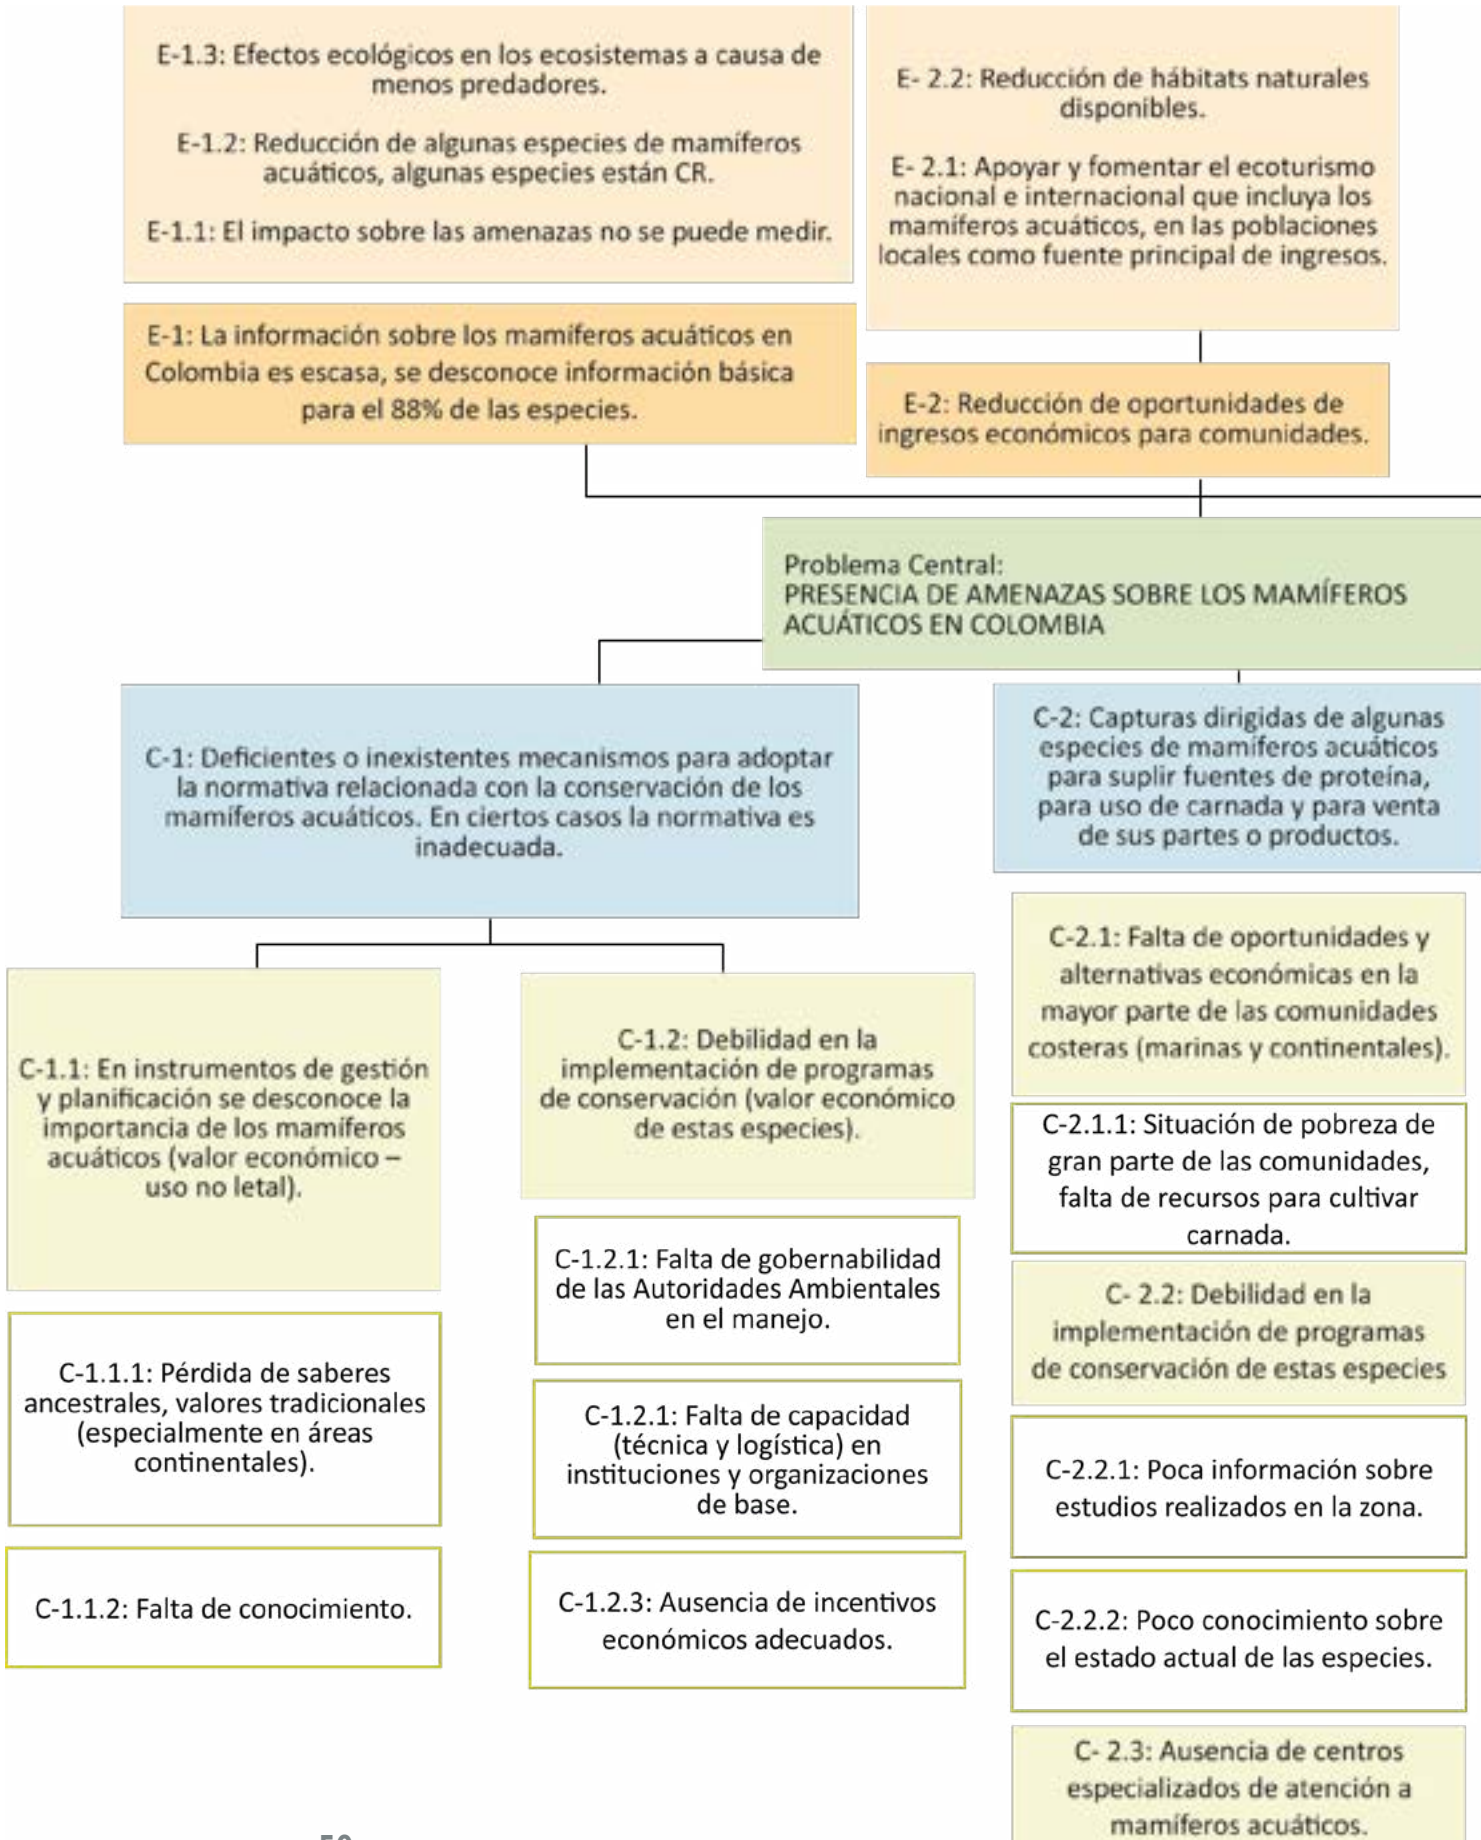 E-1.3: Efectos ecológicos en los ecosistemas a causa de
menos predadores.
E-1.2: Reducción de algunas especies de mamíferos
acuáticos, algunas especies están CR.
E-1.1: El impacto sobre las amenazas no se puede medir.
E- 2.2: Reducción de hábitats naturales
disponibles.
E- 2.1: Apoyar y fomentar el ecoturismo
nacional e internacional que incluya los
mamíferos acuáticos, en las poblaciones
locales como fuente principal de ingresos.
E-1: La información sobre los mamíferos acuáticos en
Colombia es escasa, se desconoce información básica
para el 88% de las especies.
E-2: Reducción de oportunidades de
ingresos económicos para comunidades.
Problema Central:
PRESENCIA DE AMENAZAS SOBRE LOS MAMÍFEROS
ACUÁTICOS EN COLOMBIA
C-1: Deficientes o inexistentes mecanismos para adoptar
la normativa relacionada con la conservación de los
mamíferos acuáticos. En ciertos casos la normativa es
inadecuada.
C-2: Capturas dirigidas de algunas
especies de mamíferos acuáticos
para suplir fuentes de proteína,
para uso de carnada y para venta
de sus partes o productos.
C-1.1: En instrumentos de gestión
y planificación se desconoce la
importancia de los mamíferos
acuáticos (valor económico –
uso no letal).
C-1.1.1: Pérdida de saberes
ancestrales, valores tradicionales
(especialmente en áreas
continentales).
C-1.1.2: Falta de conocimiento.
C-1.2: Debilidad en la
implementación de programas
de conservación (valor económico
de estas especies).
C-1.2.1: Falta de gobernabilidad
de las Autoridades Ambientales
en el manejo.
C-1.2.1: Falta de capacidad
(técnica y logística) en
instituciones y organizaciones
de base.
C-1.2.3: Ausencia de incentivos
económicos adecuados.
C-2.1: Falta de oportunidades y
alternativas económicas en la
mayor parte de las comunidades
costeras (marinas y continentales).
C-2.1.1: Situación de pobreza de
gran parte de las comunidades,
falta de recursos para cultivar
carnada.
C- 2.2: Debilidad en la
implementación de programas
de conservación de estas especies
C-2.2.1: Poca información sobre
estudios realizados en la zona.
C-2.2.2: Poco conocimiento sobre
el estado actual de las especies.
C- 2.3: Ausencia de centros
especializados de atención a
mamíferos acuáticos.